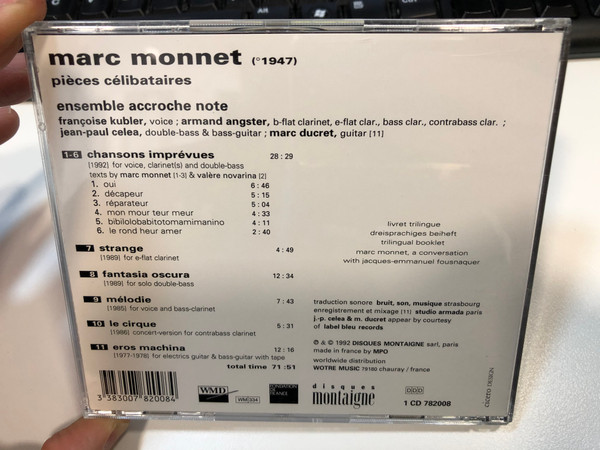 marc monnet (°1947)
pièces célibataires
ensemble accroche note
françoise kubler, voice ; armand angster, b-flat clarinet, e-flat clar., bass clar., contrabass clar. ;
jean-paul celea, double-bass & bass-guitar ; marc ducret, guitar [11]
1-6 chansons imprévues 28 : 29
[1992] for voice, clarinet(s) and double-bass
texts by marc monnet [1-3] & valère novarina [2]
1. oui 6 : 46
2. décapeur 5 : 15
3. réparateur 5 : 04
4. mon mour teur meur 4 : 33
5. bibilolobabitotomamimanino 4 : 11
6. le rond heur amer 2 : 40
7 strange 4 : 49
[1989] for e-flat clarinet
8 fantasia oscura 12 : 34
[1989] for solo double-bass
9 mélodie 7 : 43
[1985] for voice and bass-clarinet
10 le cirque 5 : 31
[1986] concert-version for contrabass clarinet
11 eros machina 12 : 16
[1977-1978] for electrics guitar & bass-guitar with tape
total time 71 : 51
livret trilingue
dreisprachiges beiheft
trilingual booklet
marc monnet, a conversation
with jacques-emmanuel fousnaquer
traduction sonore bruit, son, musique strasbourg
enregistrement et mixage [11] studio armada paris
j.-p. celea & m. ducret appear by courtesy
of label bleu records
℗ & © 1992 DISQUES MONTAIGNE sarl, paris
made in france by MPO
worldwide distribution
WOTRE MUSIC 79180 chauray / france
3 383007 820084
WMD
WM334
FONDATION DE FRANCE
disques
montaigne
DDD
1 CD 782008